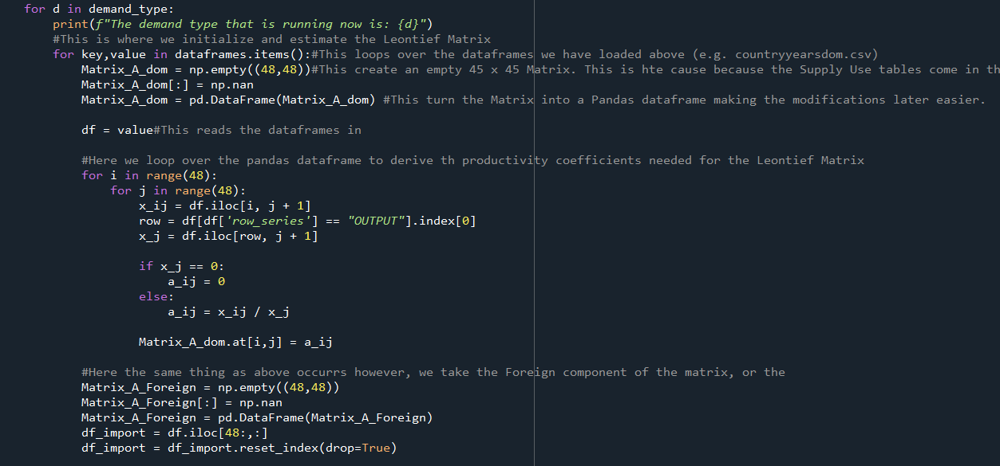 for d in demand_type:
    print(f"The demand type that is running now is: {d}")
    #This is where we initialize and estimate the Leontief Matrix
    for key,value in dataframes.items():#This loops over the dataframes we have loaded above (e.g. countryyearsdom.csv)
        Matrix_A_dom = np.empty((48,48))#This create an empty 45 x 45 Matrix. This is hte cause because the Supply Use tables come in th
        Matrix_A_dom[:] = np.nan
        Matrix_A_dom = pd.DataFrame(Matrix_A_dom) #This turn the Matrix into a Pandas dataframe making the modifications later easier.

        df = value#This reads the dataframes in

        #Here we loop over the pandas dataframe to derive th productivity coefficients needed for the Leontief Matrix
        for i in range(48):
            for j in range(48):
                x_ij = df.iloc[i, j + 1]
                row = df[df['row_series'] == "OUTPUT"].index[0]
                x_j = df.iloc[row, j + 1]

                if x_j == 0:
                    a_ij = 0
                else:
                    a_ij = x_ij / x_j

                Matrix_A_dom.at[i,j] = a_ij

        #Here the same thing as above occurrs however, we take the Foreign component of the matrix, or the
        Matrix_A_Foreign = np.empty((48,48))
        Matrix_A_Foreign[:] = np.nan
        Matrix_A_Foreign = pd.DataFrame(Matrix_A_Foreign)
        df_import = df.iloc[48:,:]
        df_import = df_import.reset_index(drop=True)